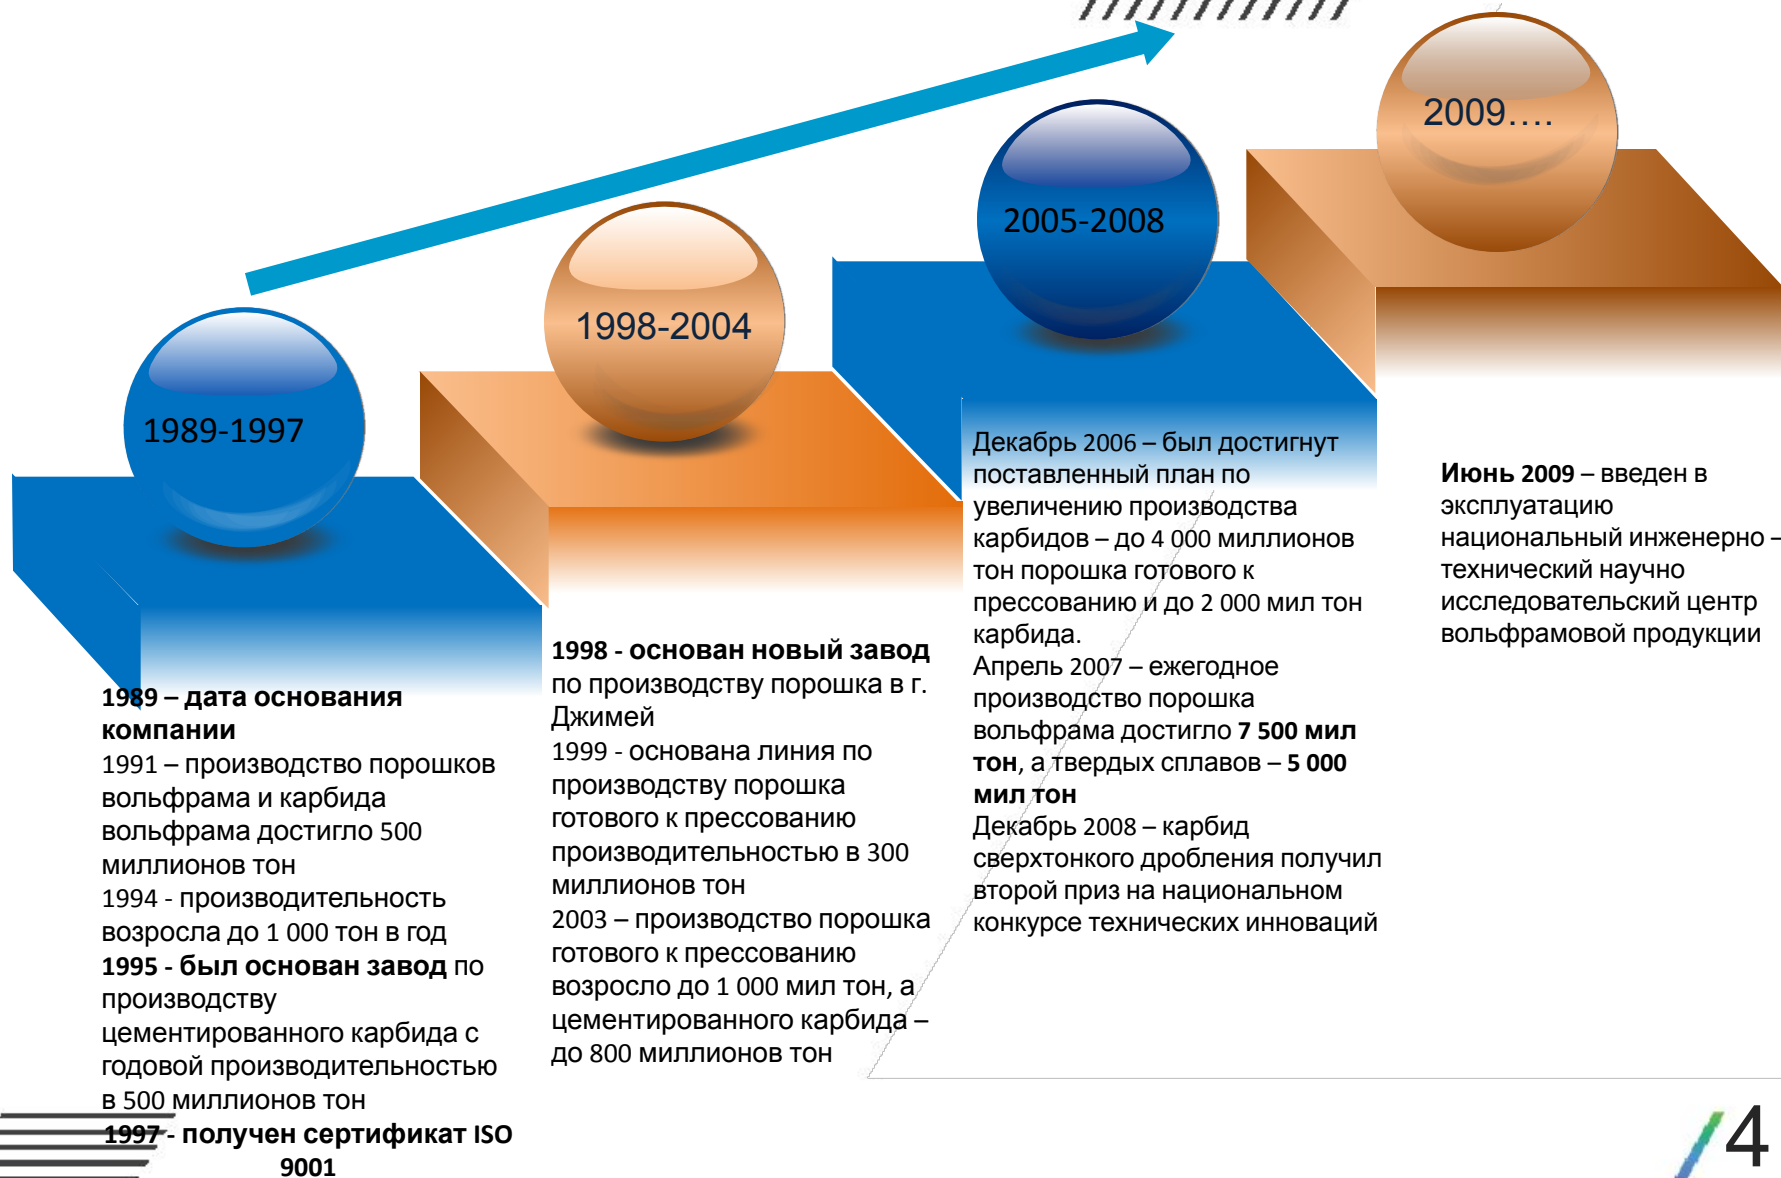 1989-1997
1989 – дата основания
компании
1991 – производство порошков
вольфрама и карбида
вольфрама достигло 500
миллионов тон
1994 - производительность
возросла до 1 000 тон в год
1995 - был основан завод по
производству
цементированного карбида с
годовой производительностью
в 500 миллионов тон
1997 - получен сертификат ISO
9001
1998-2004
1998 - основан новый завод
по производству порошка в г.
Джимей
1999 - основана линия по
производству порошка
готового к прессованию
производительностью в 300
миллионов тон
2003 – производство порошка
готового к прессованию
возросло до 1 000 мил тон, а
цементированного карбида –
до 800 миллионов тон
2005-2008
Декабрь 2006 – был достигнут
поставленный план по
увеличению производства
карбидов – до 4 000 миллионов
тон порошка готового к
прессованию и до 2 000 мил тон
карбида.
Апрель 2007 – ежегодное
производство порошка
вольфрама достигло 7 500 мил
тон, а твердых сплавов – 5 000
мил тон
Декабрь 2008 – карбид
сверхтонкого дробления получил
второй приз на национальном
конкурсе технических инноваций
2009....
Июнь 2009 – введен в
эксплуатацию
национальный инженерно –
технический научно
исследовательский центр
вольфрамовой продукции
4